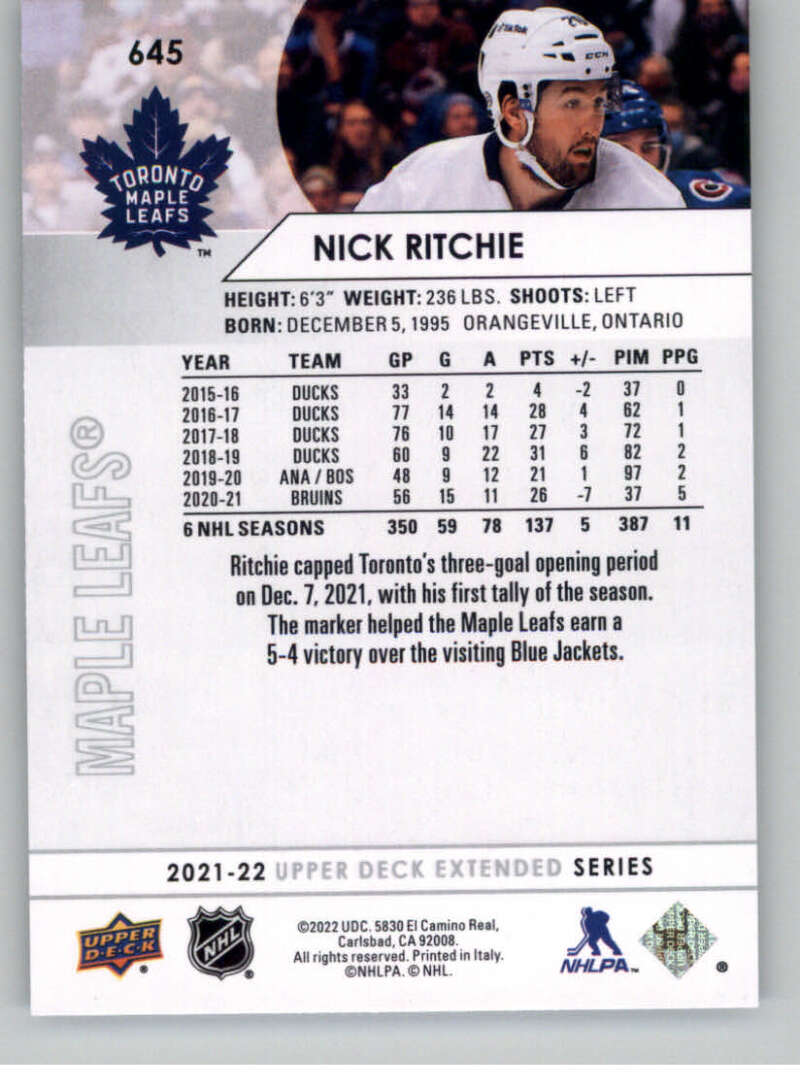 645
TikTok
CCM
TORONTO
MAPLE
LEAFS
TM
NICK RITCHIE
HEIGHT: 6'3" WEIGHT: 236 LBS. SHOOTS: LEFT
BORN: DECEMBER 5, 1995 ORANGEVILLE, ONTARIO
YEAR TEAM GP G A PTS +/- PIM PPG
2015-16 DUCKS 33 2 2 4 -2 37 0
2016-17 DUCKS 77 14 14 28 4 62 1
2017-18 DUCKS 76 10 17 27 3 72 1
2018-19 DUCKS 60 9 22 31 6 82 2
2019-20 ANA / BOS 48 9 12 21 1 97 2
2020-21 BRUINS 56 15 11 26 -7 37 5
6 NHL SEASONS 350 59 78 137 5 387 11
MAPLE LEAFS®
Ritchie capped Toronto's three-goal opening period
on Dec. 7, 2021, with his first tally of the season.
The marker helped the Maple Leafs earn a
5-4 victory over the visiting Blue Jackets.
2021-22 UPPER DECK EXTENDED SERIES
UPPER
D·E·C·K
®
NHL
®
©2022 UDC. 5830 El Camino Real,
Carlsbad, CA 92008.
All rights reserved. Printed in Italy.
©NHLPA. © NHL.
NHLPA™
®